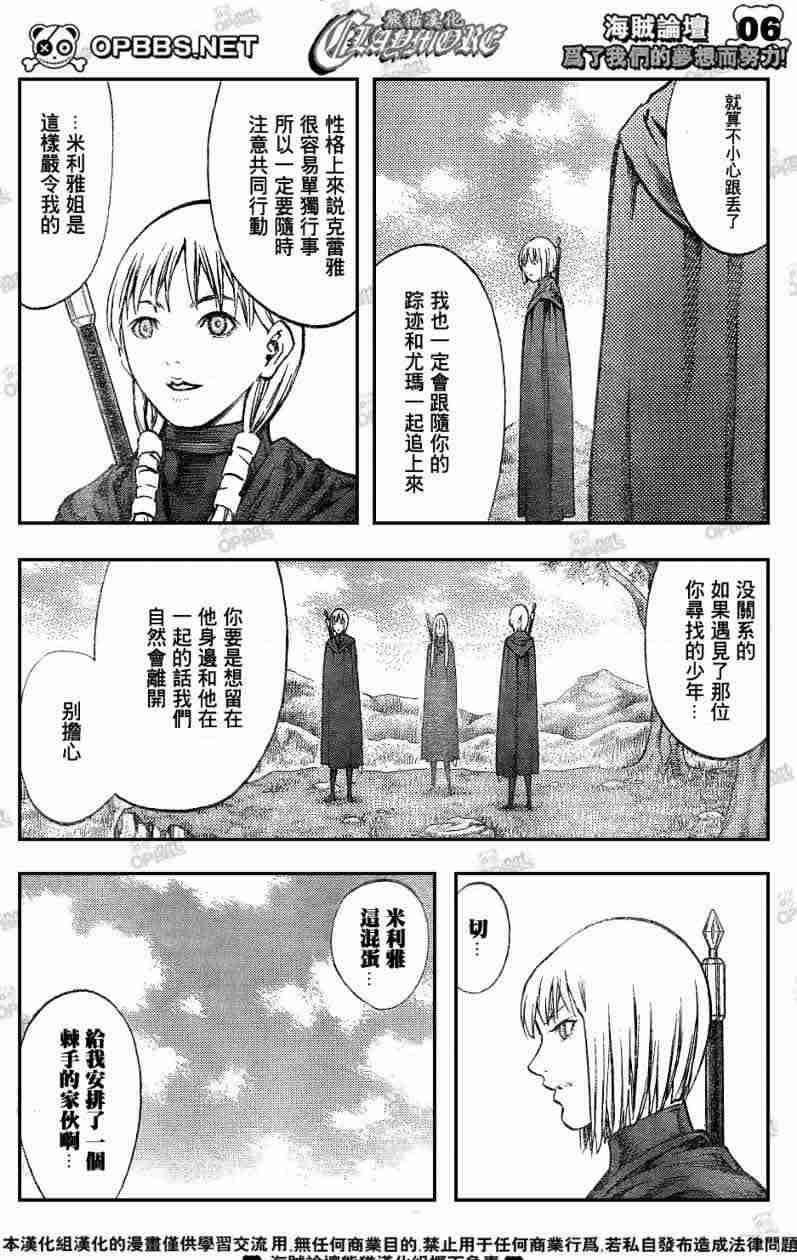 OPBBS.NET
熊猫漢化
CLAYMORE
海賊論壇
爲了我們的夢想而努力!
06
就算不小心跟丟了
我也一定會跟隨你的
踪迹和尤瑪一起追上來
性格上來説克蕾雅
很容易單獨行事
所以一定要隨時
注意共同行動
…米利雅姐是
這樣嚴令我的
没關系的
如果遇見了那位
你尋找的少年…
你要是想留在
他身邊和他在
一起的話我們
自然會離開
别擔心
切…
米利雅
這混蛋…
給我安排了一個
棘手的家伙啊…
本漢化組漢化的漫畫僅供學習交流用,無任何商業目的,禁止用于任何商業行爲,若私自發布造成法律問題